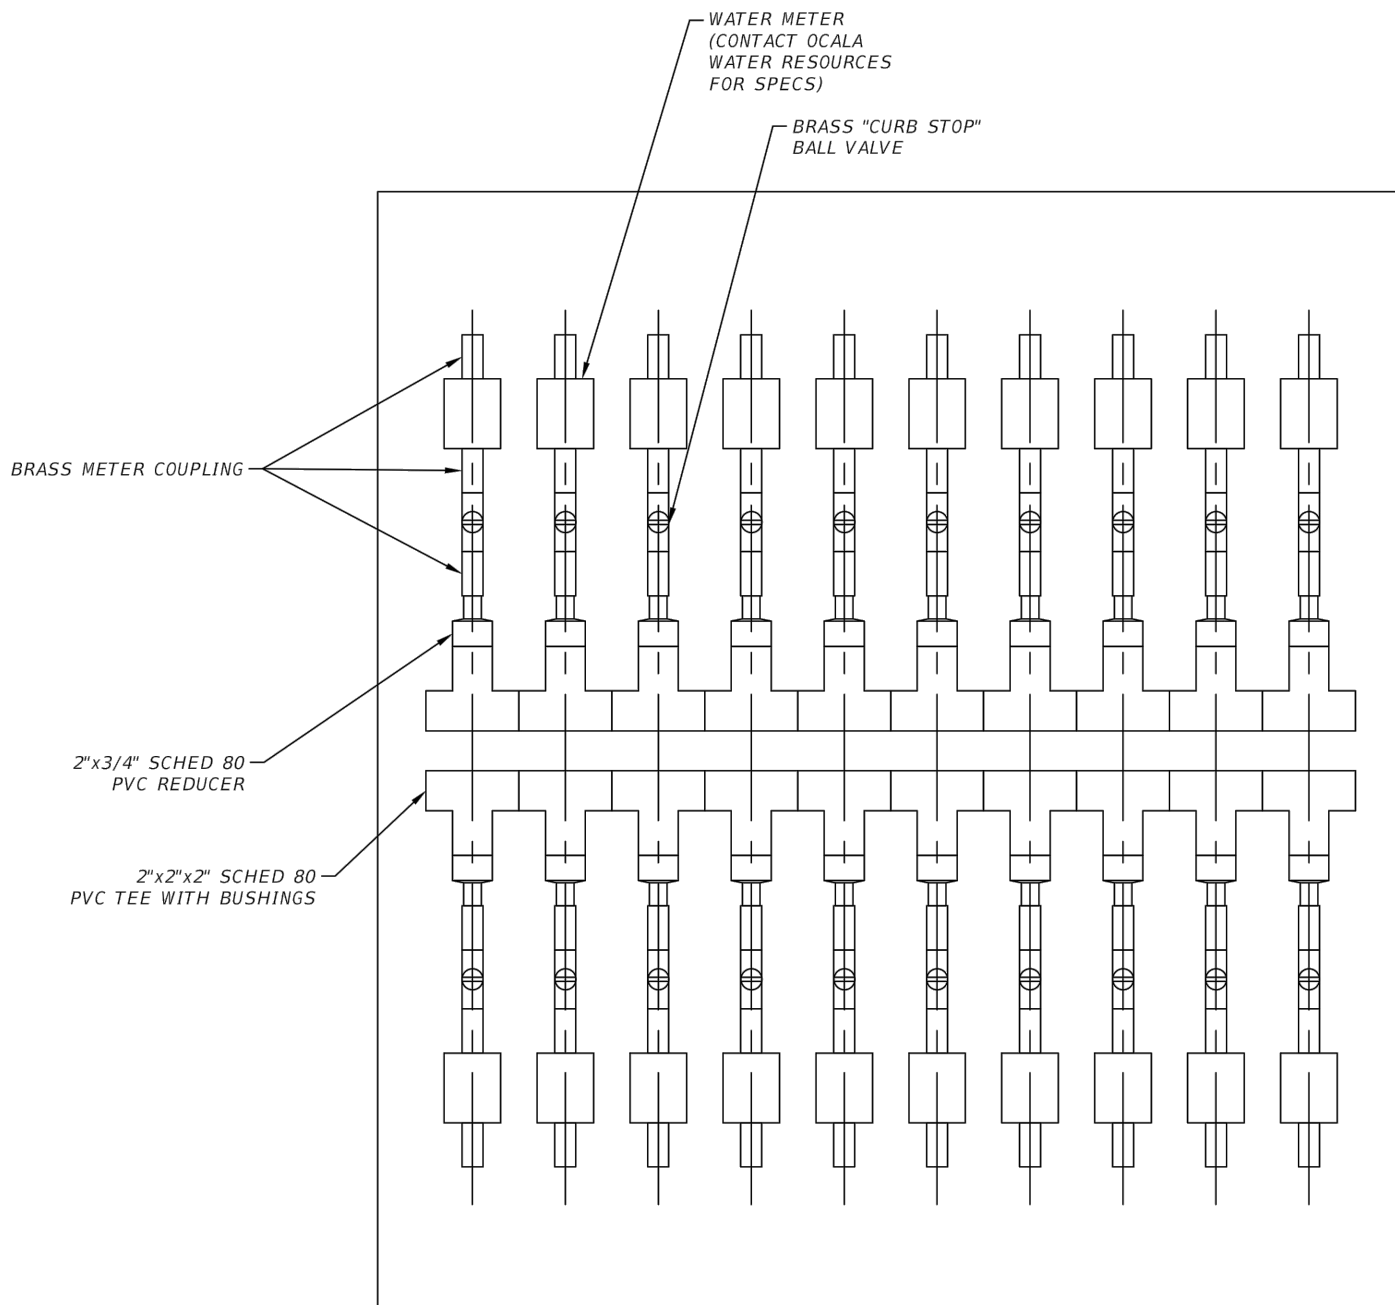 WATER METER
(CONTACT OCALA
WATER RESOURCES
FOR SPECS)
BRASS "CURB STOP"
BALL VALVE
BRASS METER COUPLING
2"x3/4" SCHED 80
PVC REDUCER
2"x2"x2" SCHED 80
PVC TEE WITH BUSHINGS